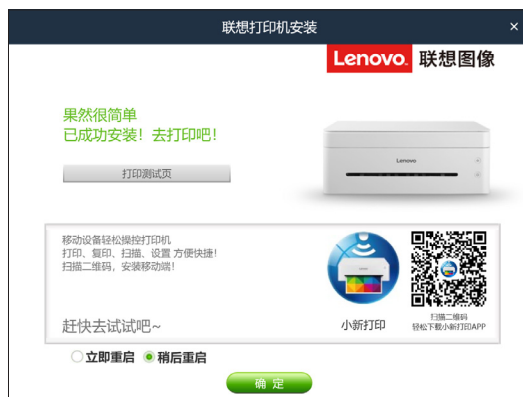 联想打印机安装
×
Lenovo. 联想图像
果然很简单
已成功安装！去打印吧！
Lenovo
打印测试页
移动设备轻松操控打印机
打印、复印、扫描、设置 方便快捷！
扫描二维码，安装移动端！
赶快去试试吧~
小新打印
扫描二维码
轻松下载小新打印APP
立即重启 稍后重启
确 定